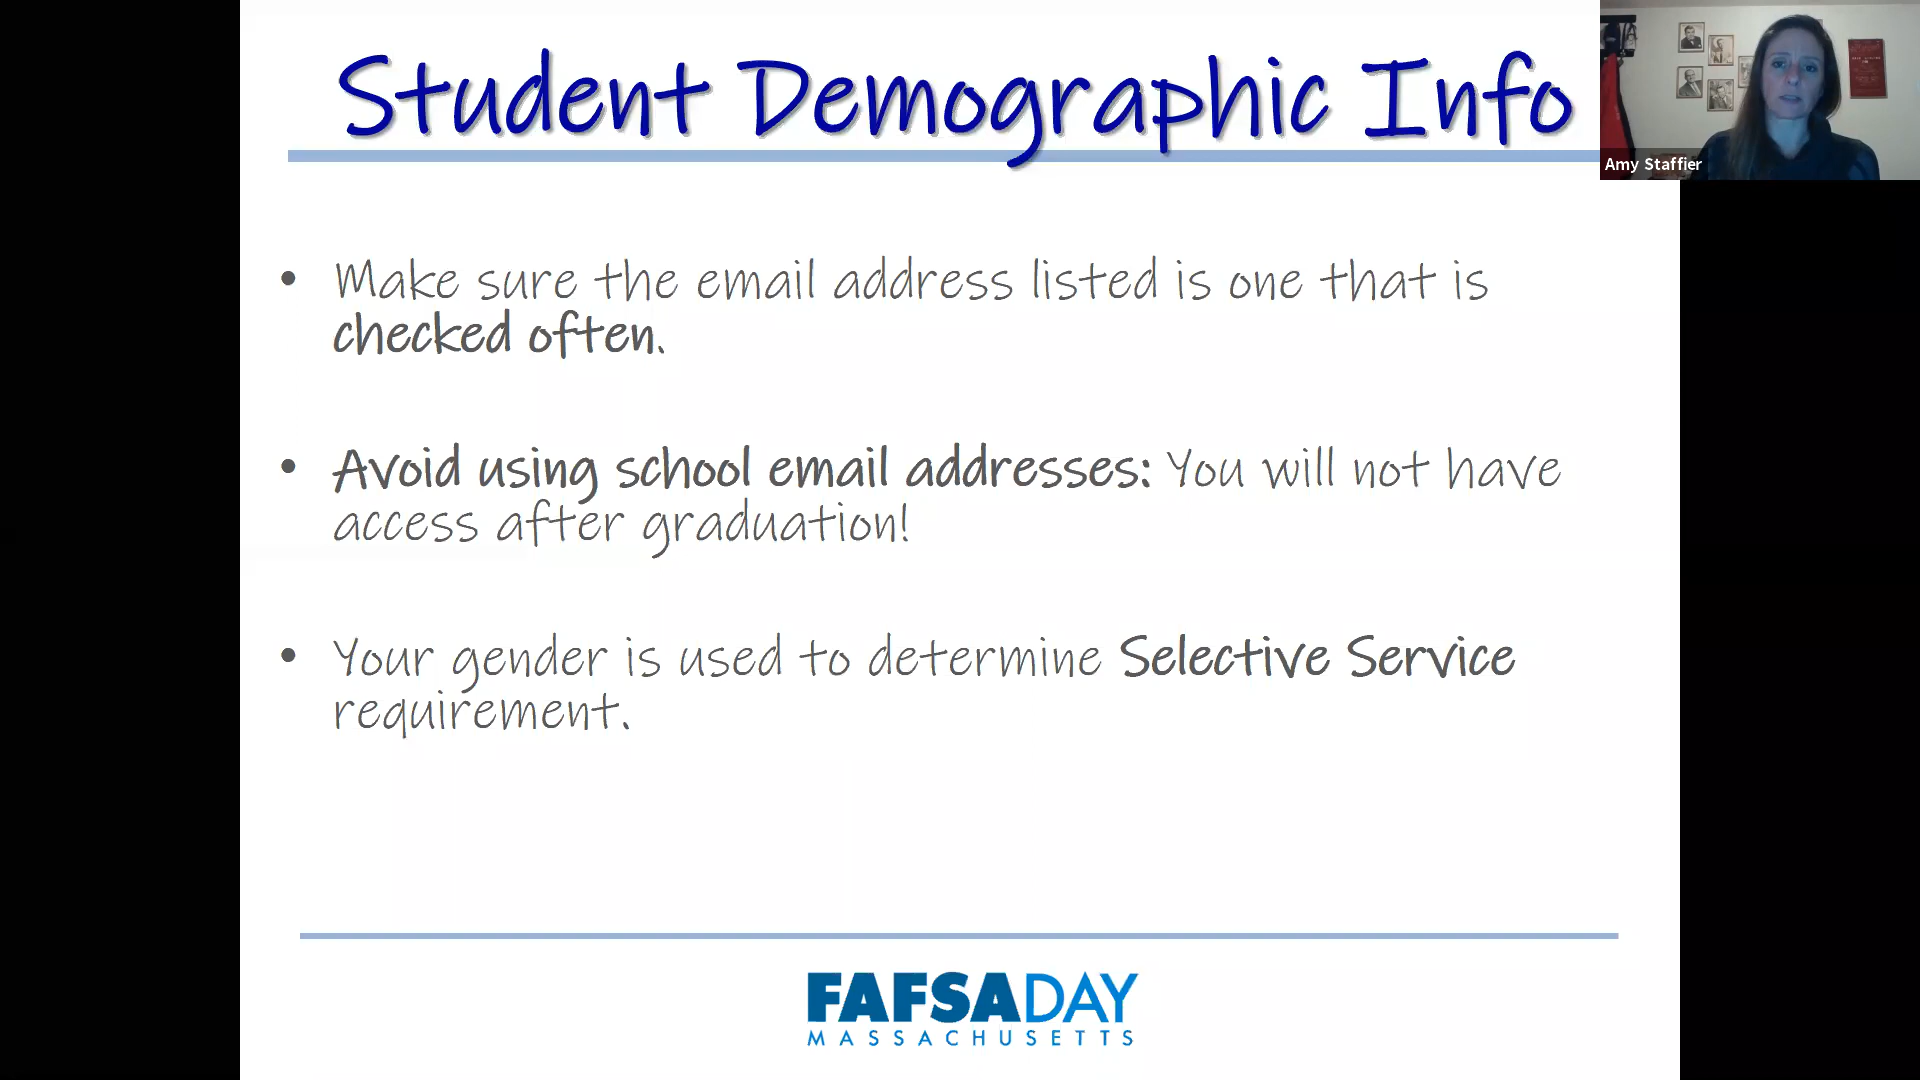 Student Demographic Info
Amy Staffier
• Make sure the email address listed is one that is
checked often.
• Avoid using school email addresses: You will not have
access after graduation!
• Your gender is used to determine Selective Service
requirement.
FAFSADAY
MASSACHUSETTS